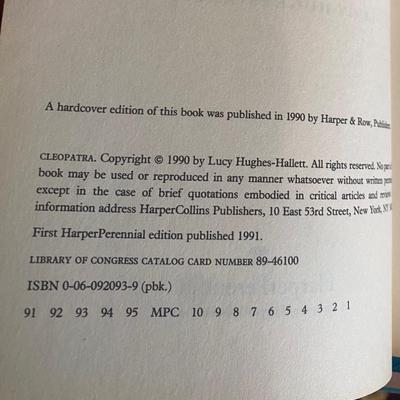 A hardcover edition of this book was published in 1990 by Harper & Row,
CLEOPATRA. Copyright © 1990 by Lucy Hughes-Hallett. All rights reserved. No
book may be used or reproduced in any manner whatsoever without written
except in the case of brief quotations embodied in critical articles and
information address HarperCollins Publishers, 10 East 53rd Street, New York, NY
First HarperPerennial edition published 1991.
LIBRARY OF CONGRESS CATALOG CARD NUMBER 89-46100
ISBN 0-06-092093-9 (pbk.)
91 92 93 94 95 MPC 10 9 8 7 6 5 4 3 2 1